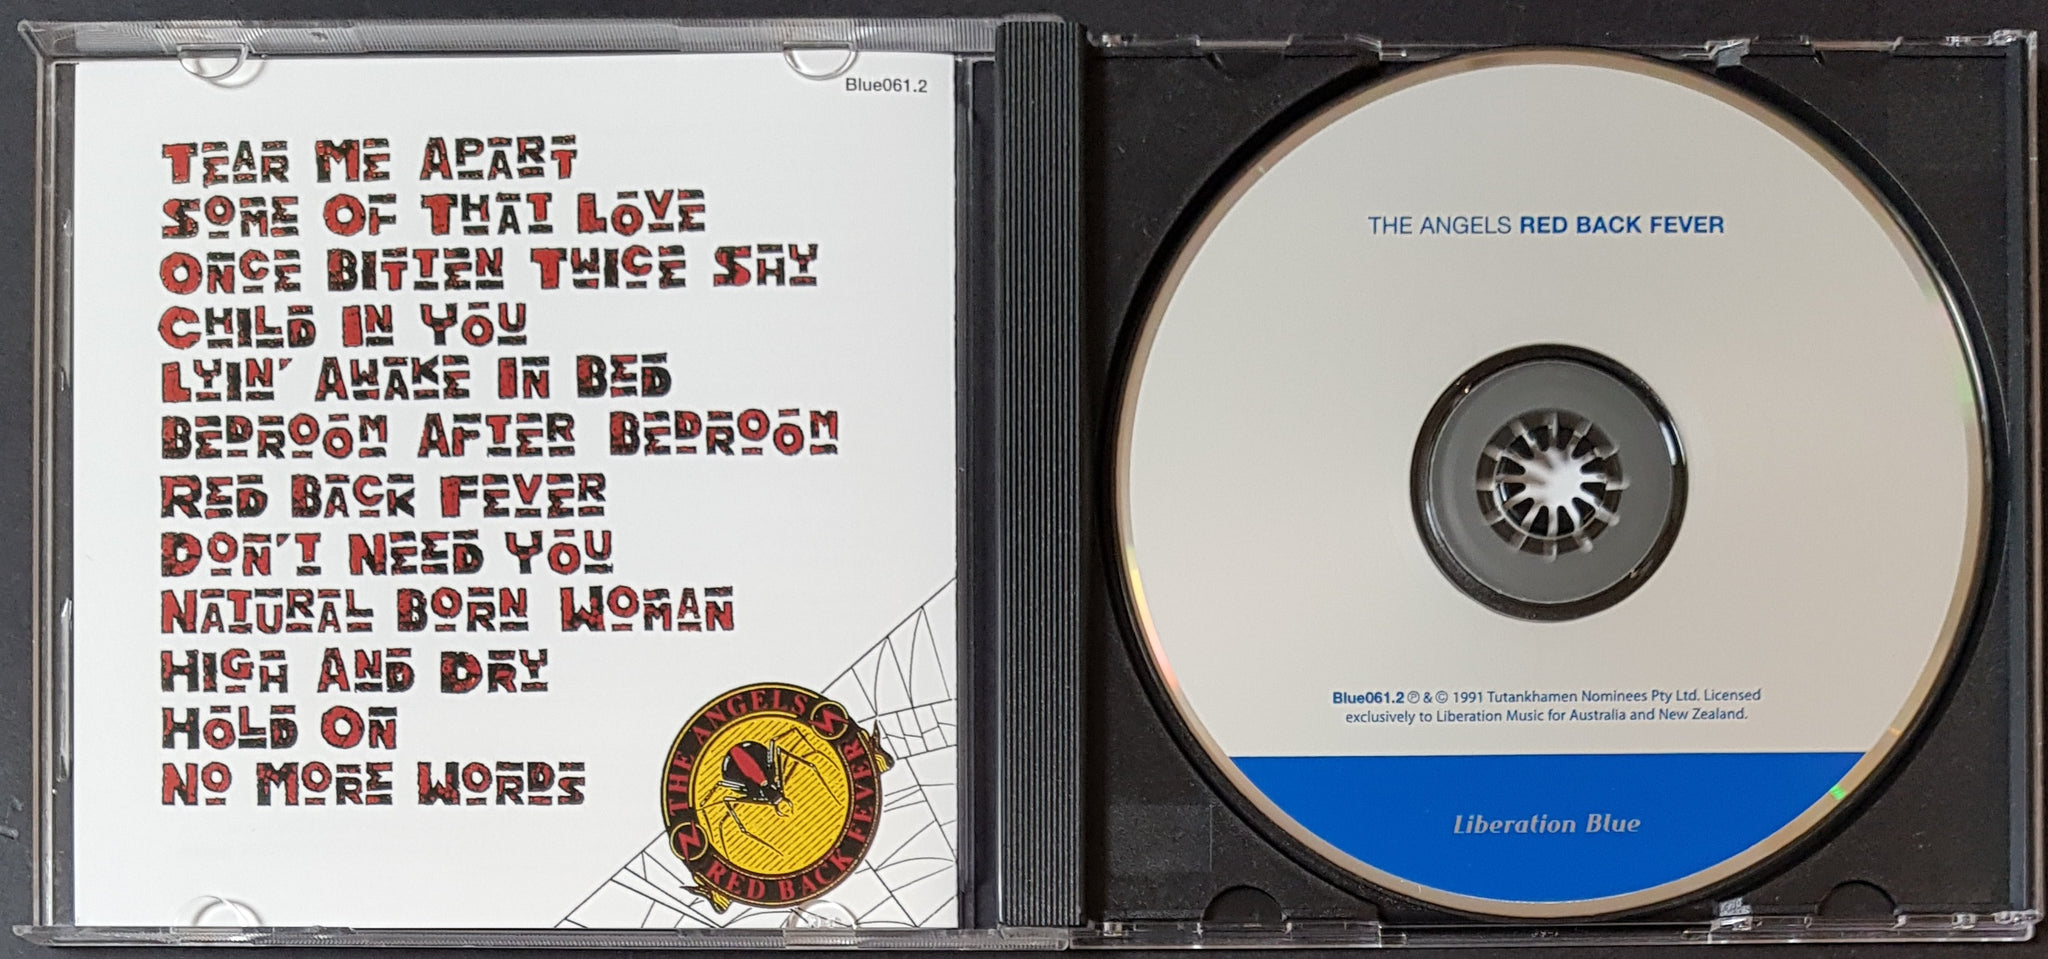 Blue061.2
TEAR ME APART
SOME OF THAT LOVE
ONCE BITTEN TWICE SHY
CHILD IN YOU
LYIN' AWAKE IN BED
BEDROOM AFTER BEDROOM
RED BACK FEVER
DON'T NEED YOU
NATURAL BORN WOMAN
HIGH AND DRY
HOLD ON
NO MORE WORDS
THE ANGELS
RED BACK FEVER
THE ANGELS RED BACK FEVER
Blue061.2 ℗ & © 1991 Tutankhamen Nominees Pty Ltd. Licensed
exclusively to Liberation Music for Australia and New Zealand.
Liberation Blue